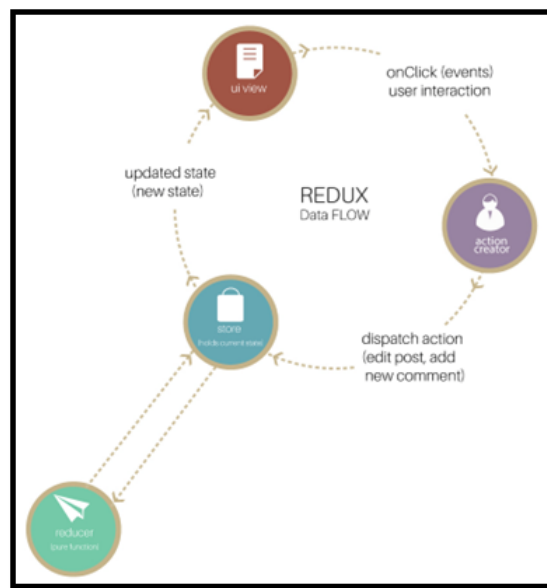 ui view
onClick (events)
user interaction
updated state
(new state)
REDUX
Data FLOW
action
creator
store
(holds current state)
dispatch action
(edit post, add
new comment)
reducer
(pure function)